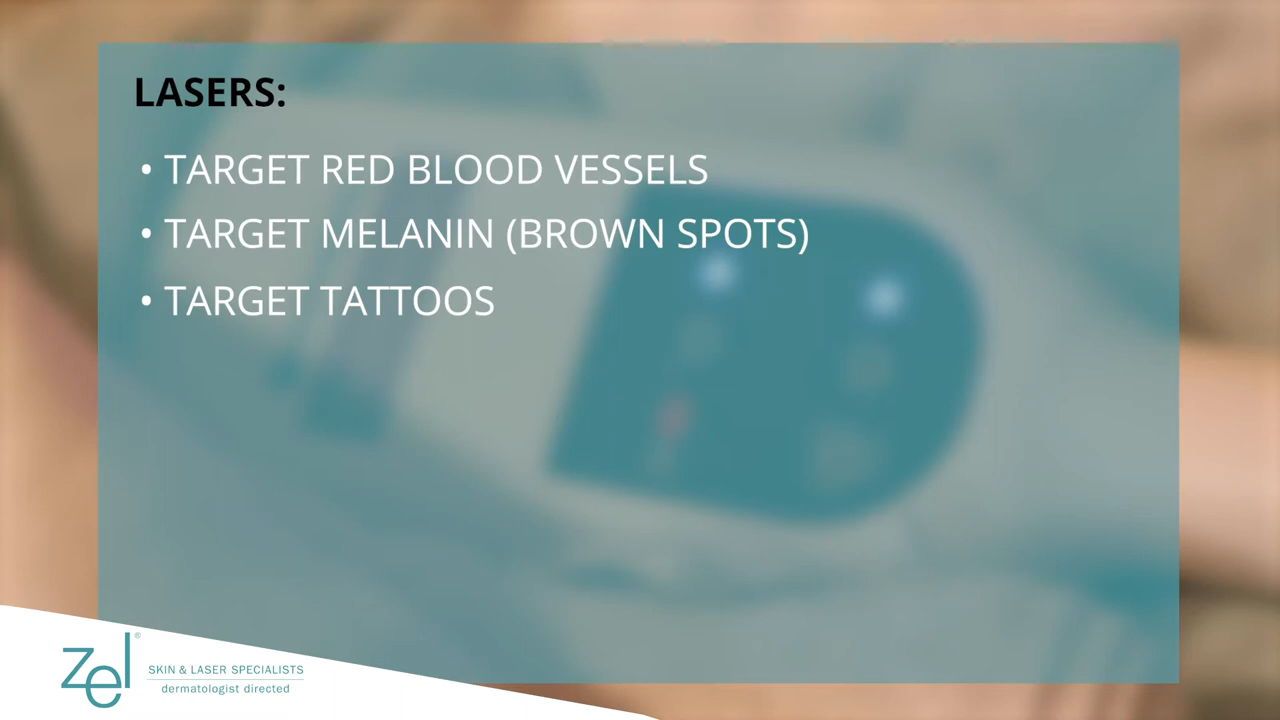 LASERS:
• TARGET RED BLOOD VESSELS
• TARGET MELANIN (BROWN SPOTS)
• TARGET TATTOOS
zel®
SKIN & LASER SPECIALISTS
dermatologist directed